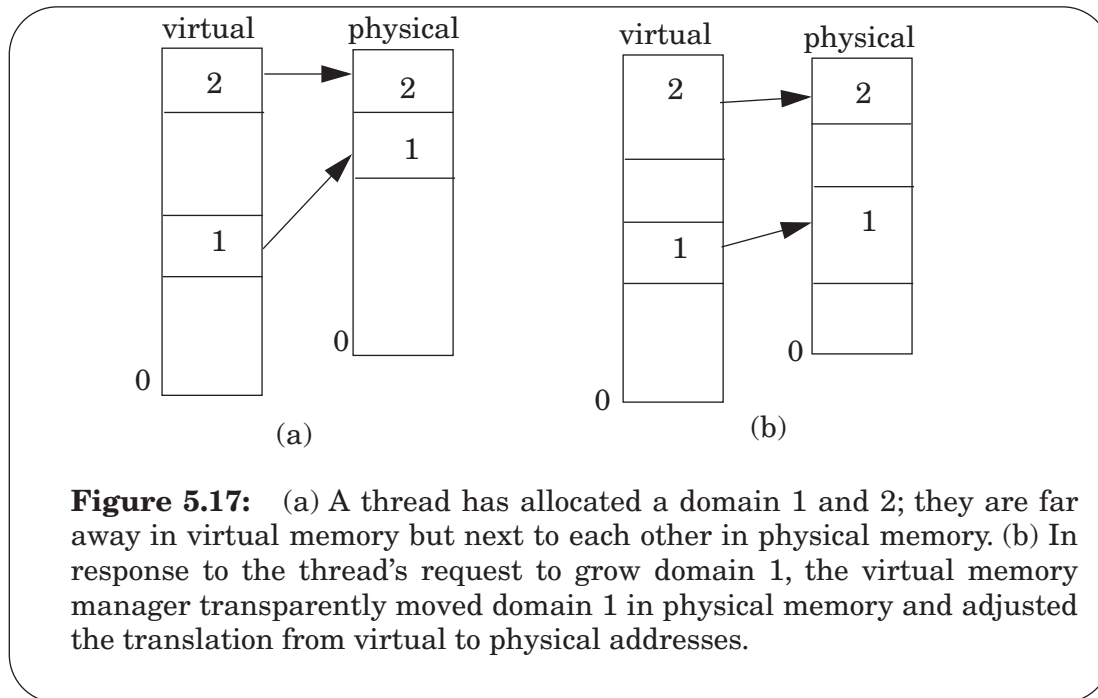 virtual physical
2 2
1 1
0 0
(a)
virtual physical
2 2
1 1
0 0
(b)
Figure 5.17: (a) A thread has allocated a domain 1 and 2; they are far
away in virtual memory but next to each other in physical memory. (b) In
response to the thread’s request to grow domain 1, the virtual memory
manager transparently moved domain 1 in physical memory and adjusted
the translation from virtual to physical addresses.